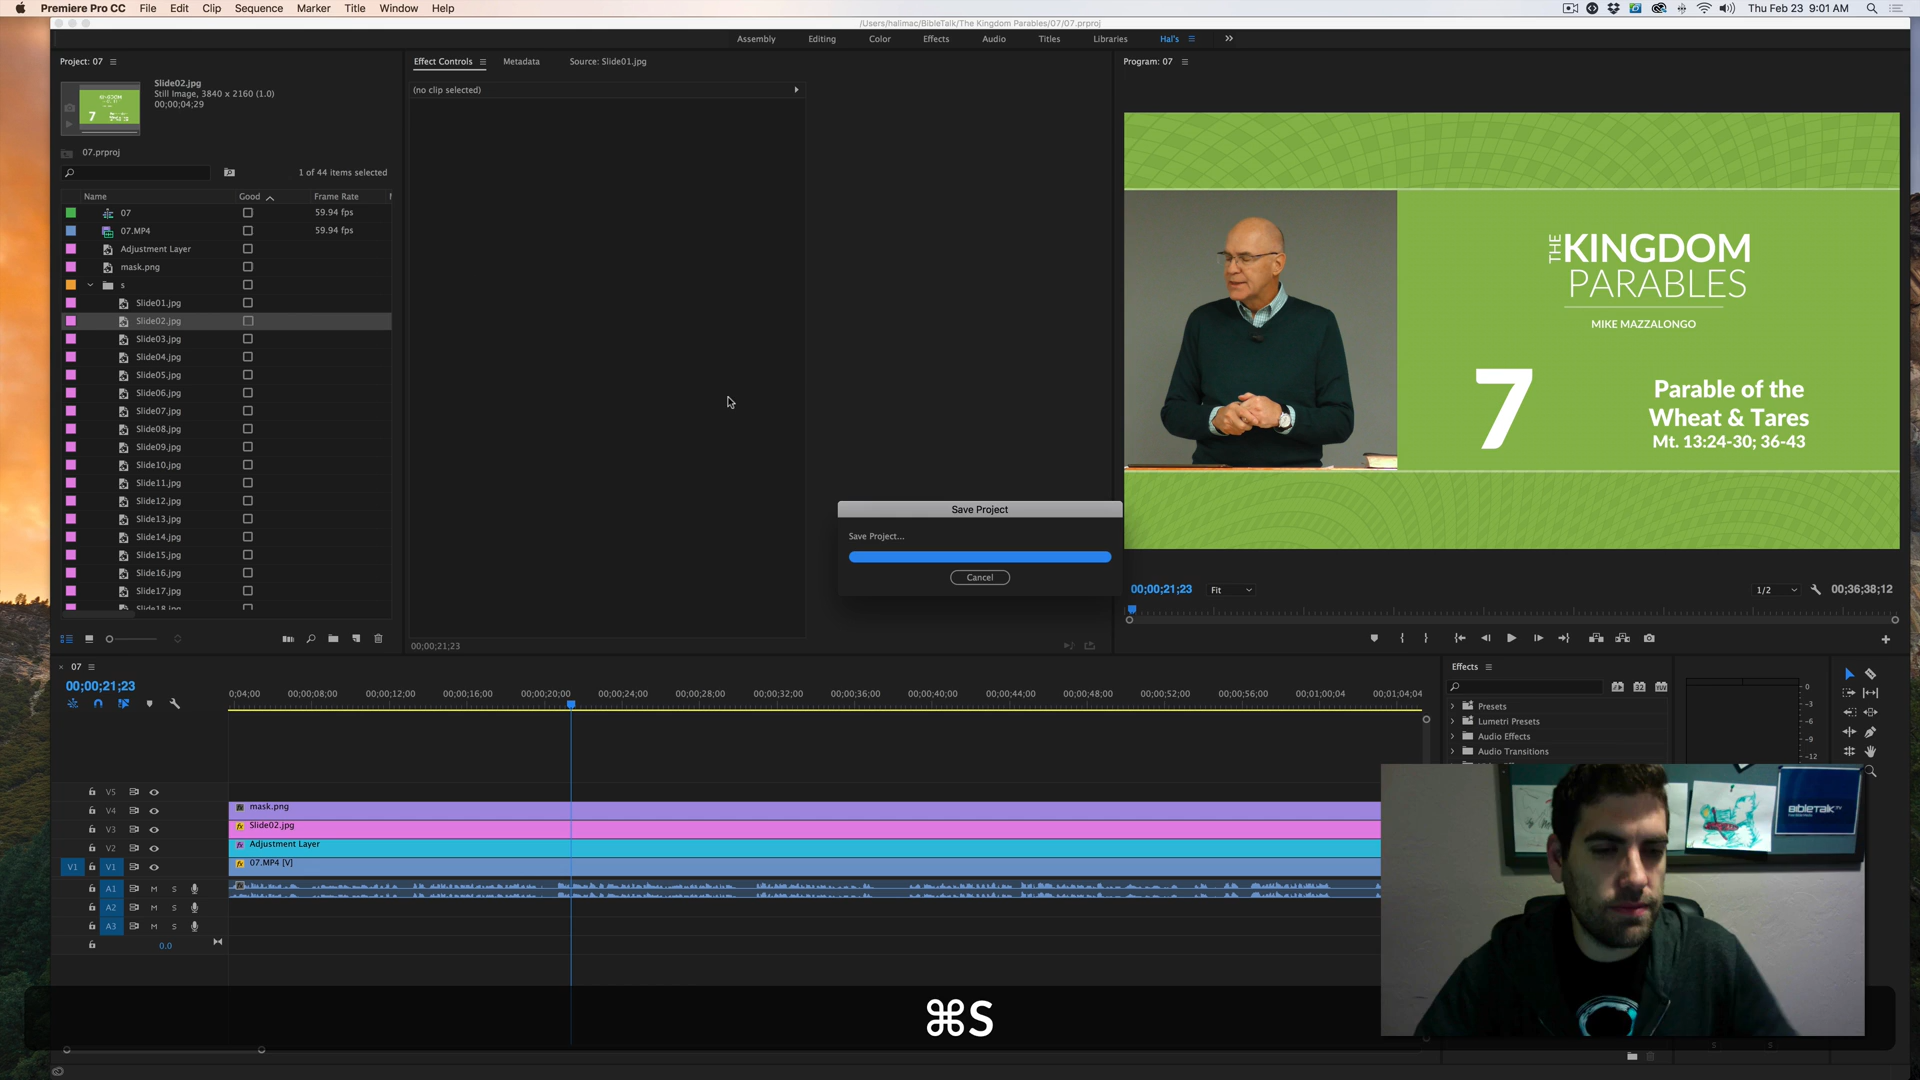 Premiere Pro CC File Edit Clip Sequence Marker Title Window Help
Thu Feb 23 9:01 AM
/Users/halimac/BibleTalk/The Kingdom Parables/07/07.prproj
Assembly Editing Color Effects Audio Titles Libraries Hal's
Project: 07
Slide02.jpg
Still Image, 3840 x 2160 (1.0)
00;00;04;29
07.prproj
1 of 44 items selected
Name Good Frame Rate
07 59.94 fps
07.MP4 59.94 fps
Adjustment Layer
mask.png
s
Slide01.jpg
Slide02.jpg
Slide03.jpg
Slide04.jpg
Slide05.jpg
Slide06.jpg
Slide07.jpg
Slide08.jpg
Slide09.jpg
Slide10.jpg
Slide11.jpg
Slide12.jpg
Slide13.jpg
Slide14.jpg
Slide15.jpg
Slide16.jpg
Slide17.jpg
Slide18.jpg
Effect Controls Metadata Source: Slide01.jpg
(no clip selected)
00;00;21;23
Save Project
Save Project...
Cancel
Program: 07
THE KINGDOM
PARABLES
MIKE MAZZALONGO
7
Parable of the
Wheat & Tares
Mt. 13:24-30; 36-43
00;00;21;23 Fit 1/2 00;36;38;12
07
00;00;21;23
0;04;00 00;00;08;00 00;00;12;00 00;00;16;00 00;00;20;00 00;00;24;00 00;00;28;00 00;00;32;00 00;00;36;00 00;00;40;00 00;00;44;00 00;00;48;00 00;00;52;00 00;00;56;00 00;01;00;04 00;01;04;04
V5
V4 mask.png
V3 Slide02.jpg
V2 Adjustment Layer
V1 V1 07.MP4 [V]
A1 M S
A2 M S
A3 M S
0.0
Effects
Presets
Lumetri Presets
Audio Effects
Audio Transitions
0
-3
-6
-9
-12
BibleTalk.tv
⌘S
S S